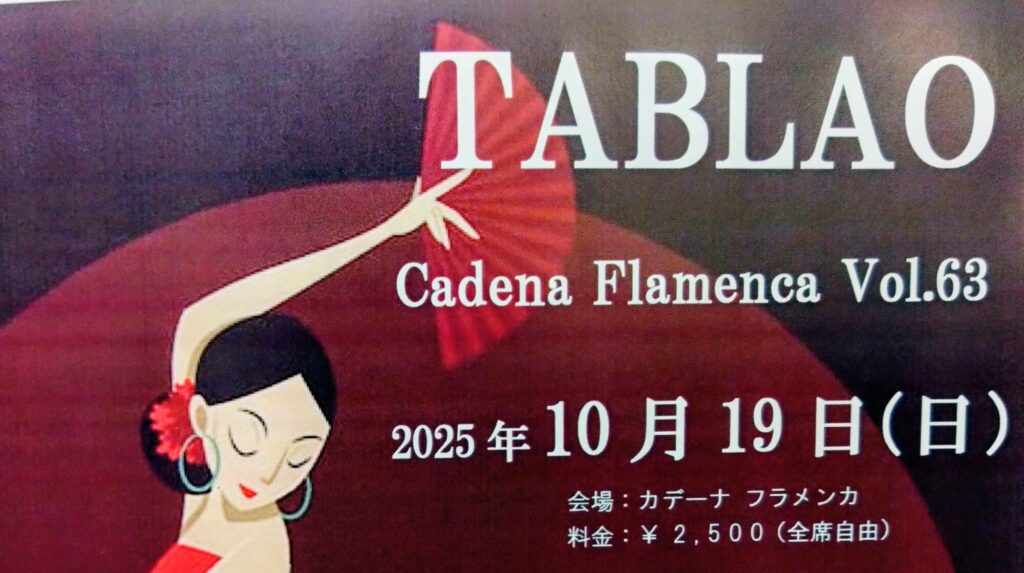 TABLAO
Cadena Flamenca Vol.63
2025年10月19日(日)
会場：カデーナ フラメンカ
料金：￥ 2,500 (全席自由)